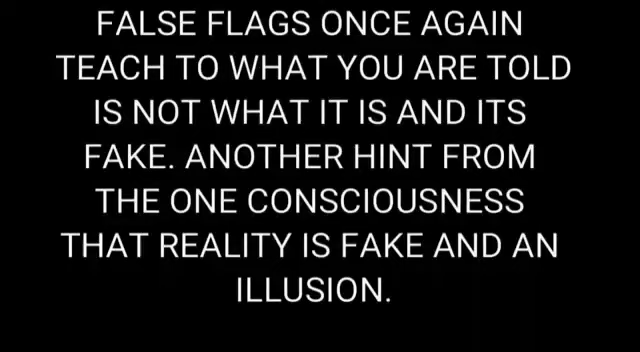 FALSE FLAGS ONCE AGAIN
TEACH TO WHAT YOU ARE TOLD
IS NOT WHAT IT IS AND ITS
FAKE. ANOTHER HINT FROM
THE ONE CONSCIOUSNESS
THAT REALITY IS FAKE AND AN
ILLUSION.